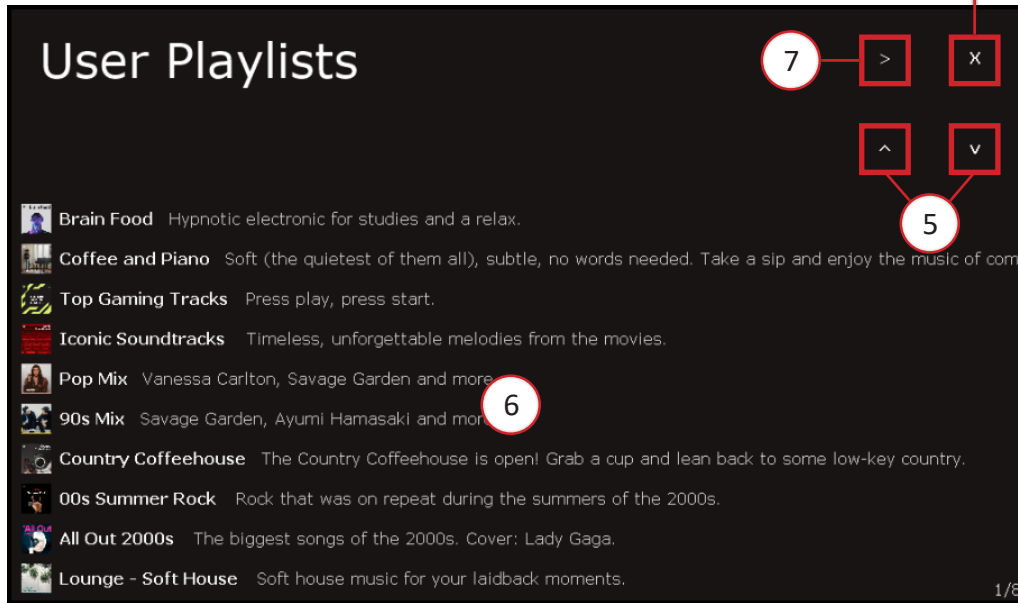 User Playlists
7
>
X
^
v
5
Brain Food Hypnotic electronic for studies and a relax.
Coffee and Piano Soft (the quietest of them all), subtle, no words needed. Take a sip and enjoy the music of com
Top Gaming Tracks Press play, press start.
Iconic Soundtracks Timeless, unforgettable melodies from the movies.
Pop Mix Vanessa Carlton, Savage Garden and more
90s Mix Savage Garden, Ayumi Hamasaki and mor
6
Country Coffeehouse The Country Coffeehouse is open! Grab a cup and lean back to some low-key country.
00s Summer Rock Rock that was on repeat during the summers of the 2000s.
All Out 2000s The biggest songs of the 2000s. Cover: Lady Gaga.
Lounge - Soft House Soft house music for your laidback moments.
1/8